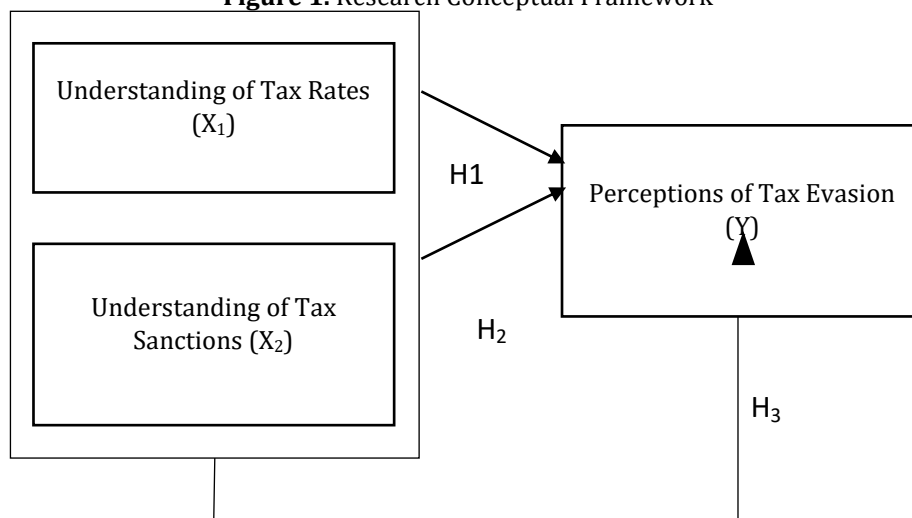 Figure 1. Research Conceptual Framework
Understanding of Tax Rates
(X₁)
H1
Perceptions of Tax Evasion
(Y)
Understanding of Tax
Sanctions (X₂)
H₂
H₃